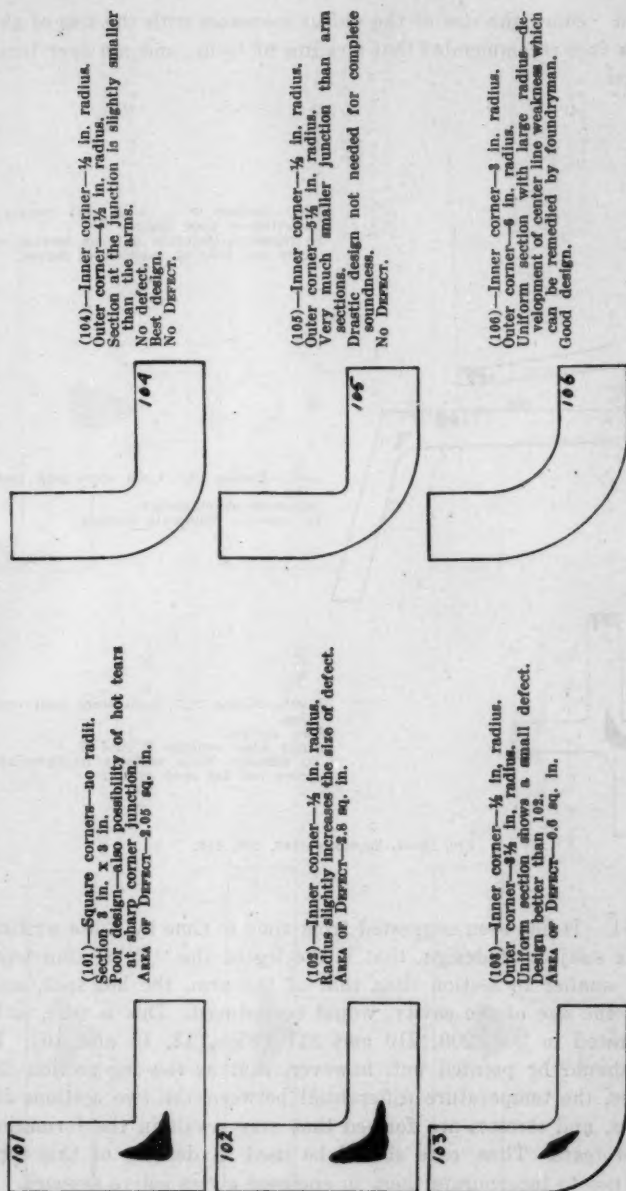 101
(101)—Square corners—no radii.
Section 3 in. x 3 in.
Poor design—also possibility of hot tears
at sharp corner junction.
AREA OF DEFECT—2.05 sq. in.
102
(102)—Inner corner—½ in. radius.
Radius slightly increases the size of defect.
AREA OF DEFECT— sq. in.
103
(103)—Inner corner—½ in. radius.
Outer corner—3½ in. radius.
Uniform section shows a small defect.
Design better than 102.
AREA OF DEFECT—0.6 sq. in.
104
(104)—Inner corner—½ in. radius.
Outer corner—4½ in. radius.
Section at the junction is slightly smaller
than the arms.
No defect.
Best design.
NO DEFECT.
105
(105)—Inner corner—½ in. radius.
Outer corner—5½ in. radius.
Very much smaller junction than arm
sections.
Drastic design not needed for complete
soundness.
NO DEFECT.
106
(106)—Inner corner—3 in. radius.
Outer corner—6 in. radius.
Uniform section with large radius—de-
velopment of center line weakness which
can be remedied by foundryman.
Good design.